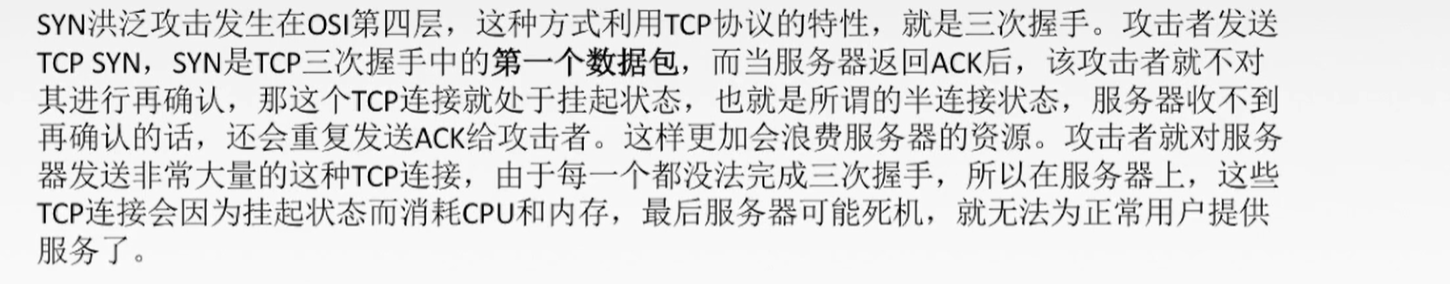 SYN洪泛攻击发生在OSI第四层，这种方式利用TCP协议的特性，就是三次握手。攻击者发送
TCP SYN，SYN是TCP三次握手中的第一个数据包，而当服务器返回ACK后，该攻击者就不对
其进行再确认，那这个TCP连接就处于挂起状态，也就是所谓的半连接状态，服务器收不到
再确认的话，还会重复发送ACK给攻击者。这样更加会浪费服务器的资源。攻击者就对服务
器发送非常大量的这种TCP连接，由于每一个都没法完成三次握手，所以在服务器上，这些
TCP连接会因为挂起状态而消耗CPU和内存，最后服务器可能死机，就无法为正常用户提供
服务了。